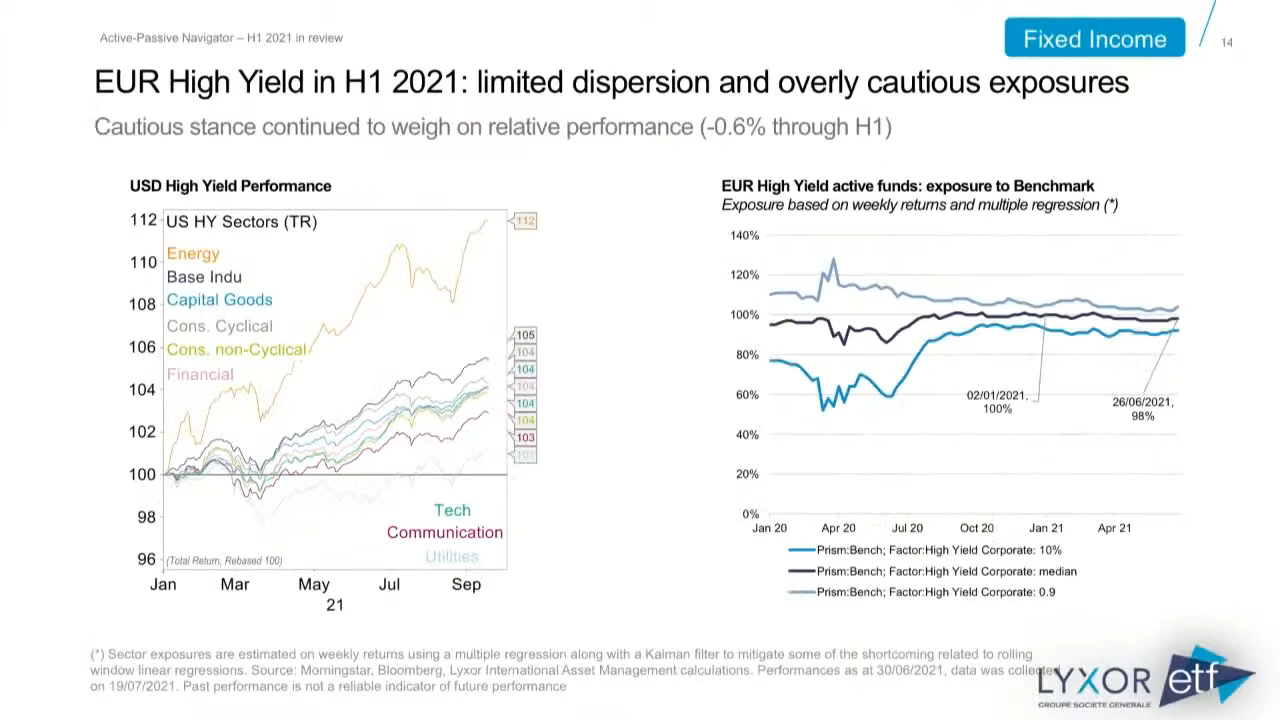 Active-Passive Navigator – H1 2021 in review
Fixed Income
14
EUR High Yield in H1 2021: limited dispersion and overly cautious exposures
Cautious stance continued to weigh on relative performance (-0.6% through H1)
USD High Yield Performance
112
110
108
106
104
102
100
98
96
US HY Sectors (TR)
Energy
Base Indu
Capital Goods
Cons. Cyclical
Cons. non-Cyclical
Financial
Tech
Communication
Utilities
(Total Return, Rebased 100)
112
105
104
104
104
104
104
103
Jan
Mar
May
Jul
Sep
21
EUR High Yield active funds: exposure to Benchmark
Exposure based on weekly returns and multiple regression (*)
140%
120%
100%
80%
60%
40%
20%
0%
02/01/2021,
100%
26/06/2021,
98%
Jan 20
Apr 20
Jul 20
Oct 20
Jan 21
Apr 21
Prism:Bench; Factor:High Yield Corporate: 10%
Prism:Bench; Factor:High Yield Corporate: median
Prism:Bench; Factor:High Yield Corporate: 0.9
(*) Sector exposures are estimated on weekly returns using a multiple regression along with a Kalman filter to mitigate some of the shortcoming related to rolling
window linear regressions. Source: Morningstar, Bloomberg, Lyxor International Asset Management calculations. Performances as at 30/06/2021, data was collected
on 19/07/2021. Past performance is not a reliable indicator of future performance
LYXOR etf
GROUPE SOCIETE GENERALE